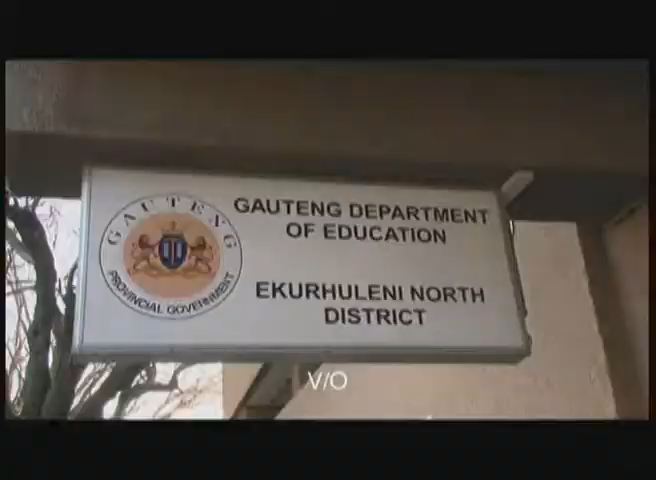 GAUTENG
PROVINCIAL GOVERNMENT
GAUTENG DEPARTMENT
OF EDUCATION
EKURHULENI NORTH
DISTRICT
V/O